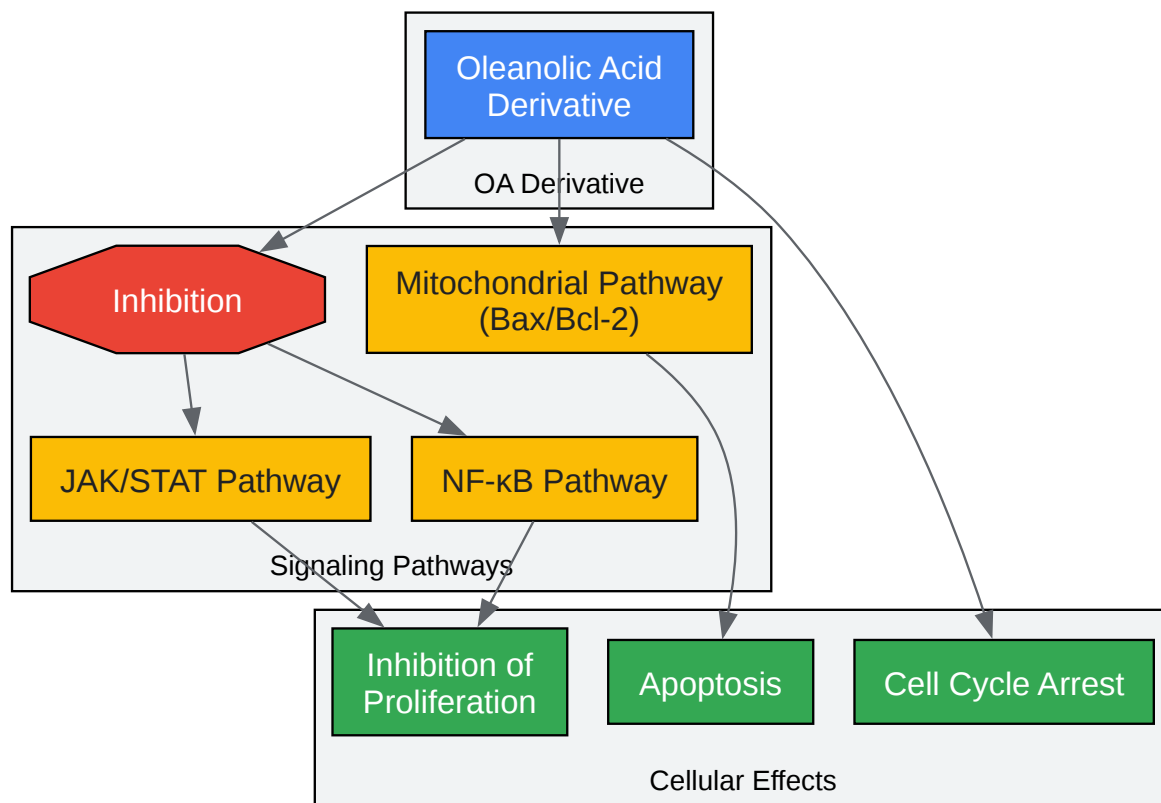 Oleanolic Acid
Derivative
OA Derivative
Inhibition
Mitochondrial Pathway
(Bax/Bcl-2)
JAK/STAT Pathway
NF-κB Pathway
Signaling Pathways
Inhibition of
Proliferation
Apoptosis
Cell Cycle Arrest
Cellular Effects